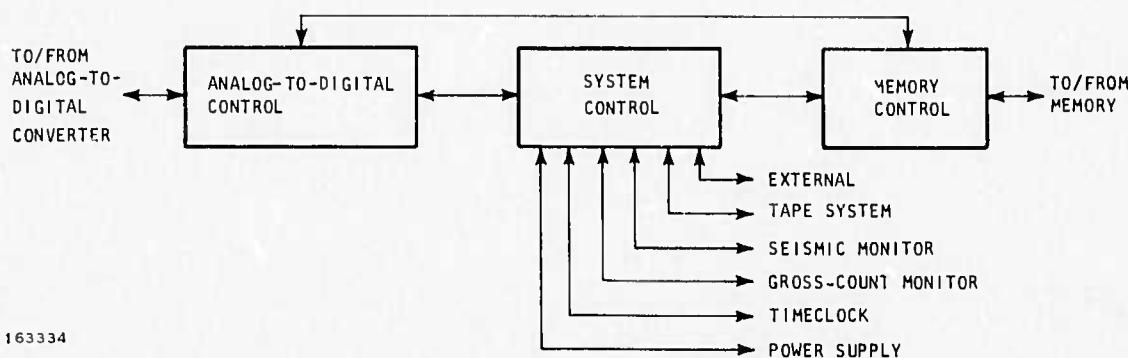 TO/FROM
ANALOG-TO-
DIGITAL
CONVERTER
ANALOG-TO-DIGITAL
CONTROL
SYSTEM
CONTROL
MEMORY
CONTROL
TO/FROM
MEMORY
EXTERNAL
TAPE SYSTEM
SEISMIC MONITOR
GROSS-COUNT MONITOR
TIMECLOCK
POWER SUPPLY
163334